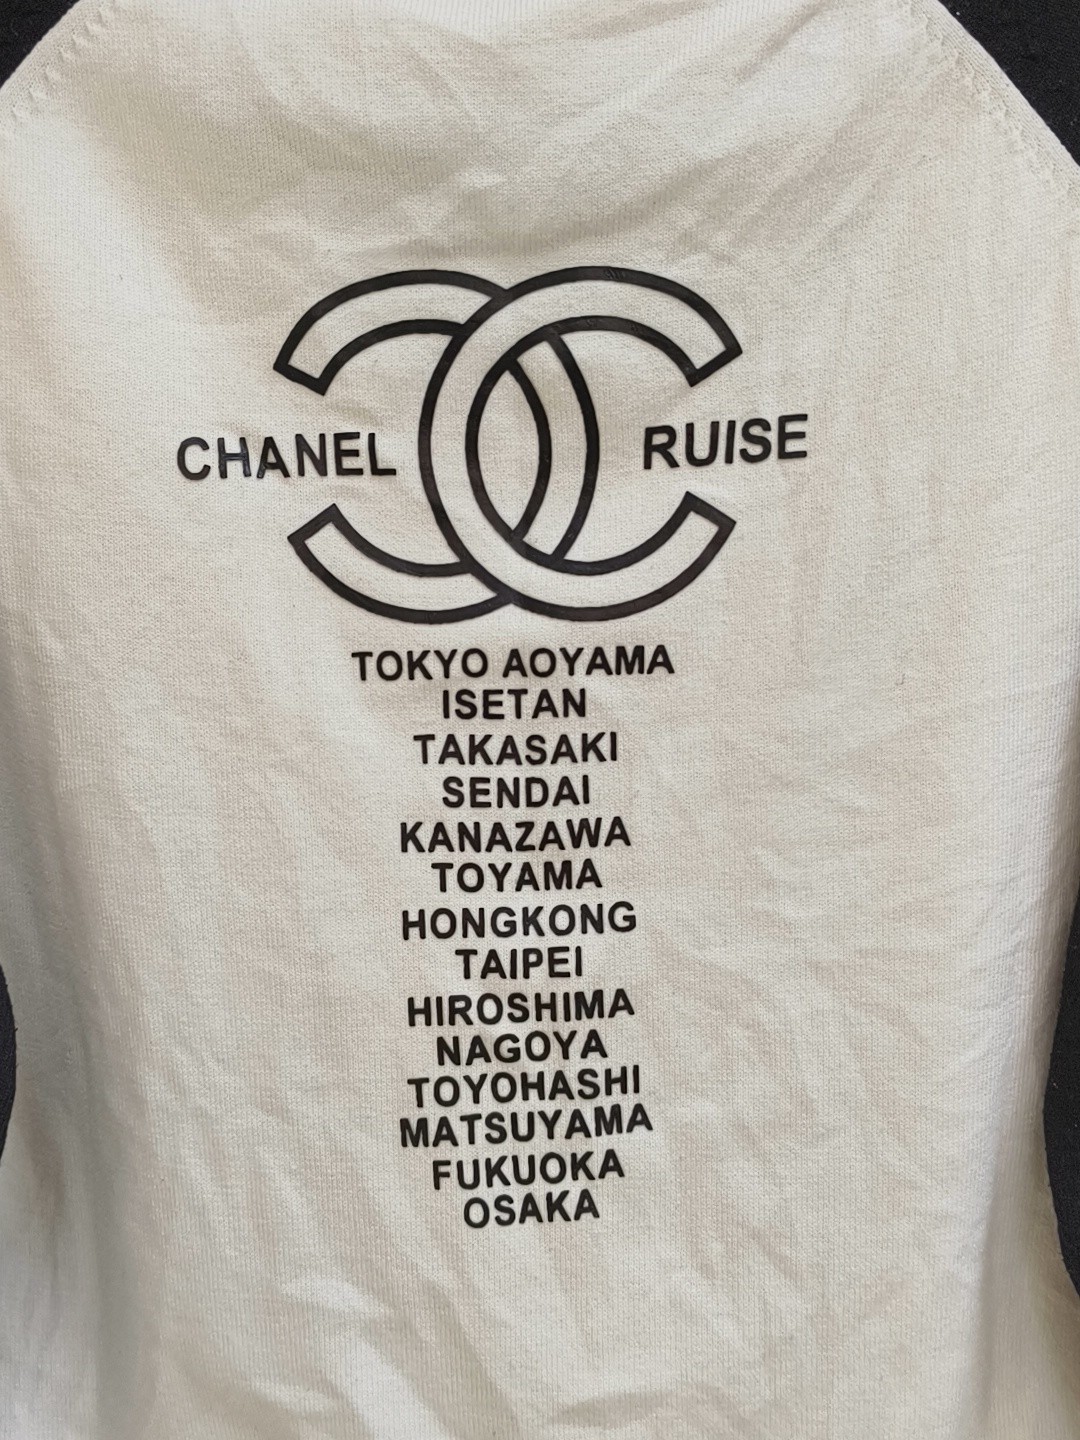 CHANEL RUISE
TOKYO AOYAMA
ISETAN
TAKASAKI
SENDAI
KANAZAWA
TOYAMA
HONGKONG
TAIPEI
HIROSHIMA
NAGOYA
TOYOHASHI
MATSUYAMA
FUKUOKA
OSAKA